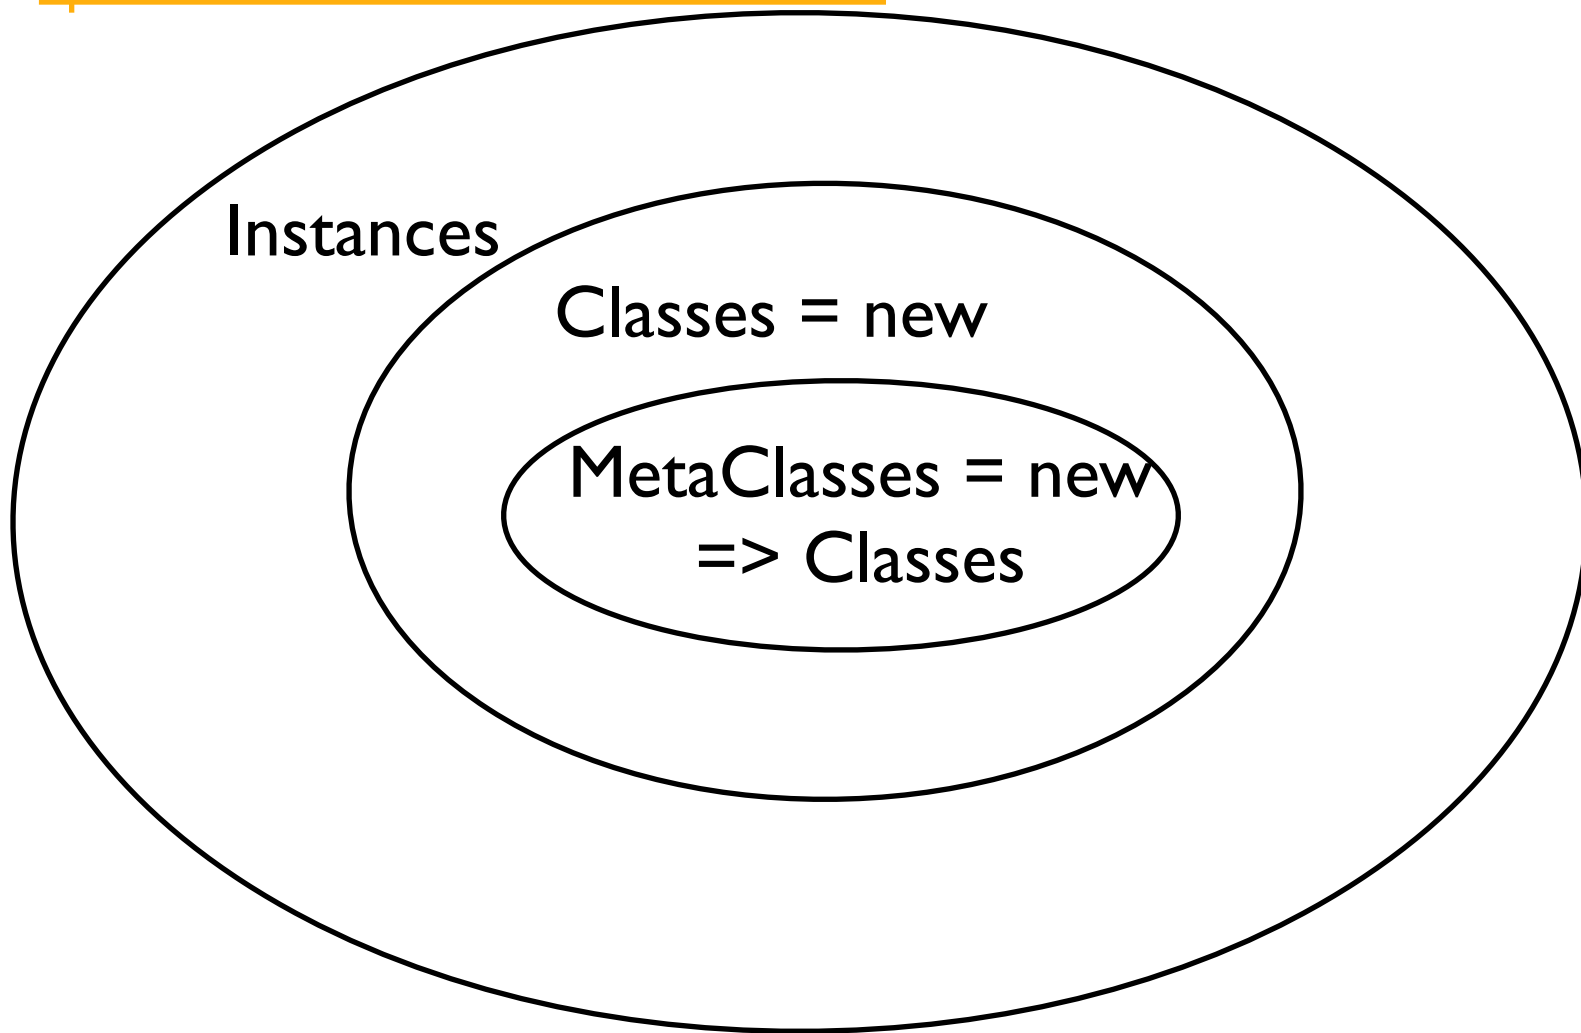 Instances
Classes = new
MetaClasses = new
=> Classes